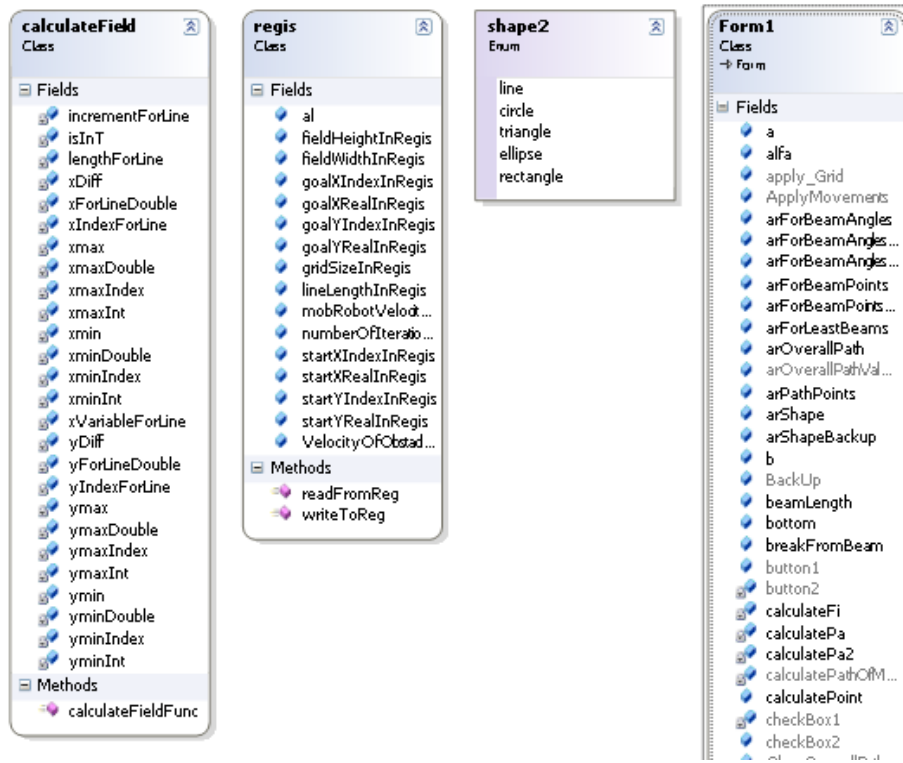 calculateField
Class
Fields
incrementForLine
isInT
lengthForLine
xDiff
xForLineDouble
xIndexForLine
xmax
xmaxDouble
xmaxIndex
xmaxInt
xmin
xminDouble
xminIndex
xminInt
xVariableForLine
yDiff
yForLineDouble
yIndexForLine
ymax
ymaxDouble
ymaxIndex
ymaxInt
ymin
yminDouble
yminIndex
yminInt
Methods
calculateFieldFunc
regis
Class
Fields
al
fieldHeightInRegis
fieldWidthInRegis
goalXIndexInRegis
goalXRealInRegis
goalYIndexInRegis
goalYRealInRegis
gridSizeInRegis
lineLengthInRegis
mobRobotVelocit...
numberOfIteratio...
startXIndexInRegis
startXRealInRegis
startYIndexInRegis
startYRealInRegis
VelocityOfObstad...
Methods
readFromReg
writeToReg
shape2
Enum
line
circle
triangle
ellipse
rectangle
Form1
Class
Form
Fields
a
alfa
apply_Grid
ApplyMovements
arForBeamAngles
arForBeamAngles...
arForBeamAngles...
arForBeamPoints
arForBeamPoints...
arForLeastBeams
arOverallPath
arOverallPathVal...
arPathPoints
arShape
arShapeBackup
b
BackUp
beamLength
bottom
breakFromBeam
button1
button2
calculateFi
calculatePa
calculatePa2
calculatePathOfM...
calculatePoint
checkBox1
checkBox2